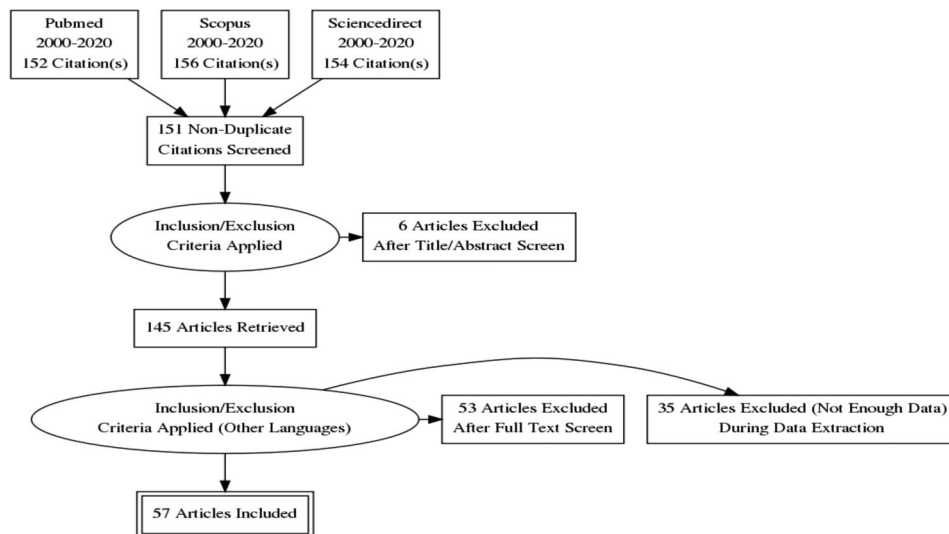 Pubmed
2000-2020
152 Citation(s)
Scopus
2000-2020
156 Citation(s)
Sciencedirect
2000-2020
154 Citation(s)
151 Non-Duplicate
Citations Screened
Inclusion/Exclusion
Criteria Applied
6 Articles Excluded
After Title/Abstract Screen
145 Articles Retrieved
Inclusion/Exclusion
Criteria Applied (Other Languages)
53 Articles Excluded
After Full Text Screen
35 Articles Excluded (Not Enough Data)
During Data Extraction
57 Articles Included